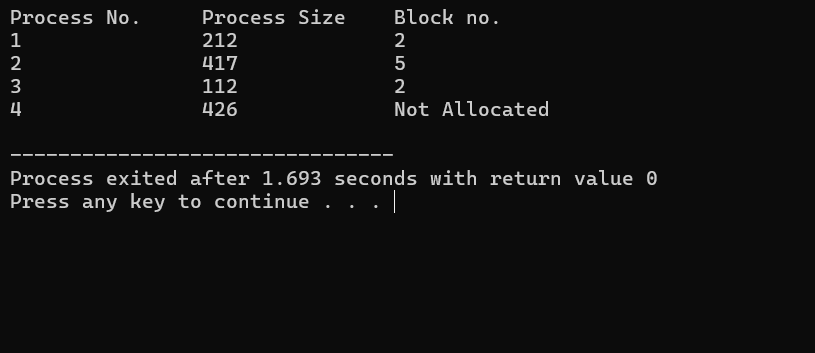 Process No.     Process Size    Block no.
1               212             2
2               417             5
3               112             2
4               426             Not Allocated
--------------------------------
Process exited after 1.693 seconds with return value 0
Press any key to continue . . .